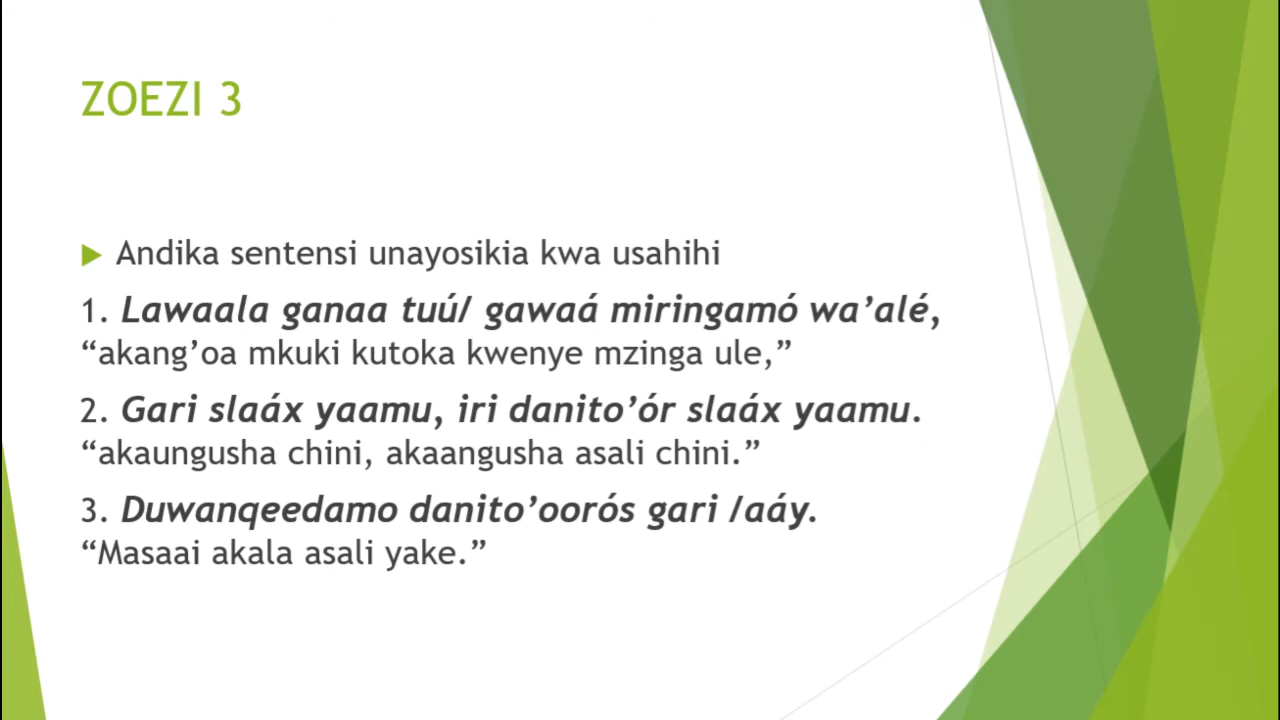 ZOEZI 3
Andika sentensi unayosikia kwa usahihi
1. Lawaala ganaa tuú/ gawaá miringamó wa’alé,
“akang’oa mkuki kutoka kwenye mzinga ule,”
2. Gari slaáx yaamu, iri danito’ór slaáx yaamu.
“akaungusha chini, akaangusha asali chini.”
3. Duwanqeedamo danito’oorós gari /aáy.
“Masaai akala asali yake.”